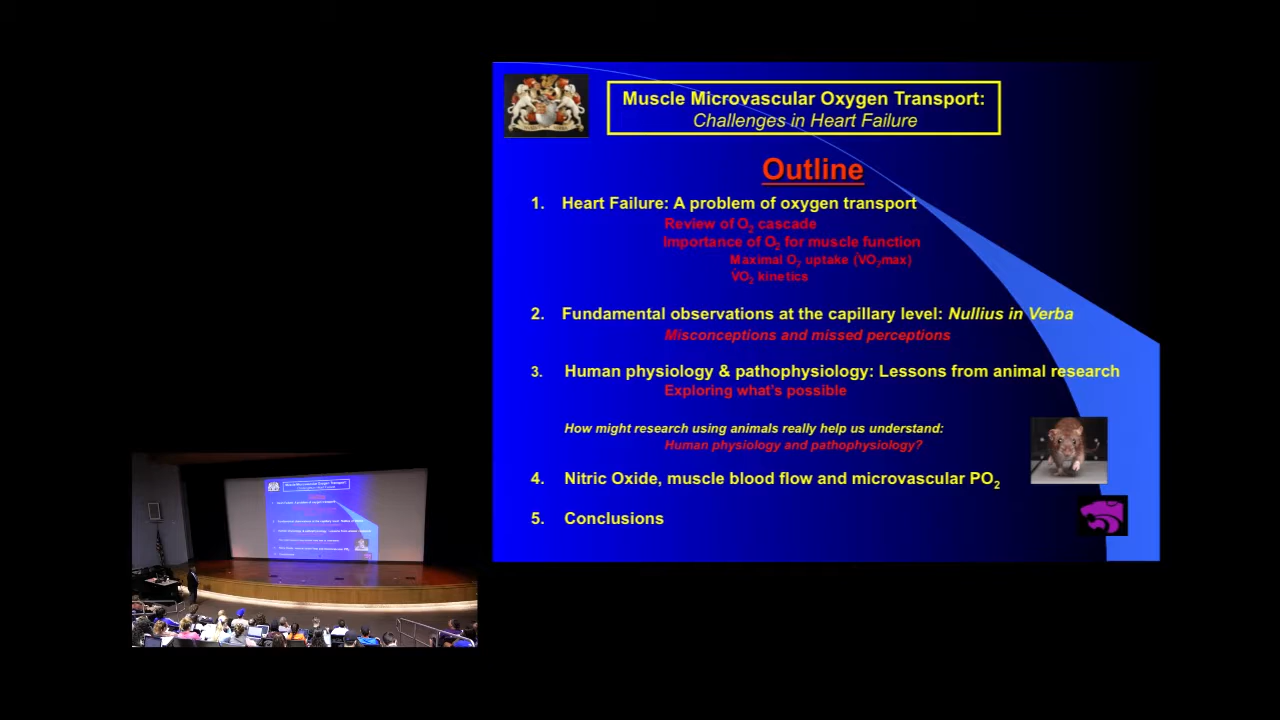 Muscle Microvascular Oxygen Transport:
Challenges in Heart Failure
Outline
1. Heart Failure: A problem of oxygen transport
Review of O2 cascade
Importance of O2 for muscle function
Maximal O2 uptake (V̇O2max)
V̇O2 kinetics
2. Fundamental observations at the capillary level: Nullius in Verba
Misconceptions and missed perceptions
3. Human physiology & pathophysiology: Lessons from animal research
Exploring what's possible
How might research using animals really help us understand:
Human physiology and pathophysiology?
4. Nitric Oxide, muscle blood flow and microvascular PO2
5. Conclusions